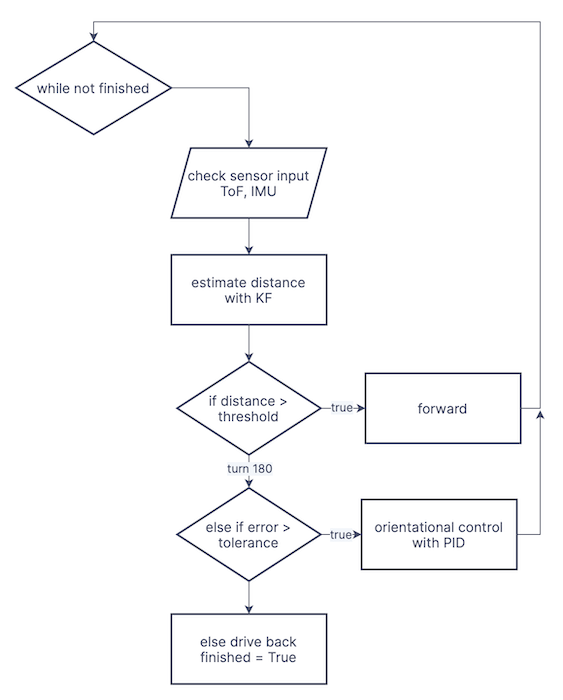 while not finished
check sensor input
ToF, IMU
estimate distance
with KF
if distance >
threshold
true
forward
turn 180
else if error >
tolerance
true
orientational control
with PID
else drive back
finished = True